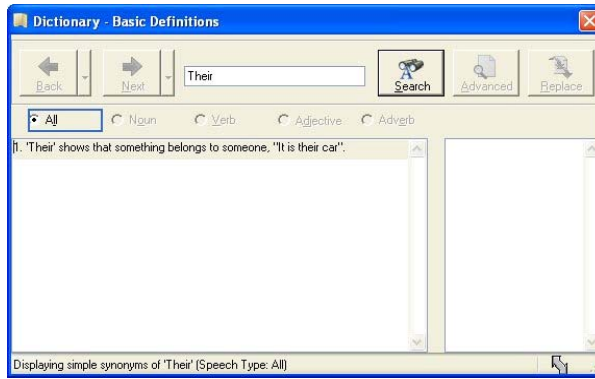 Dictionary - Basic Definitions
Back Next Their Search Advanced Replace
All Noun Verb Adjective Adverb
1. 'Their' shows that something belongs to someone, "It is their car".
Displaying simple synonyms of 'Their' (Speech Type: All)